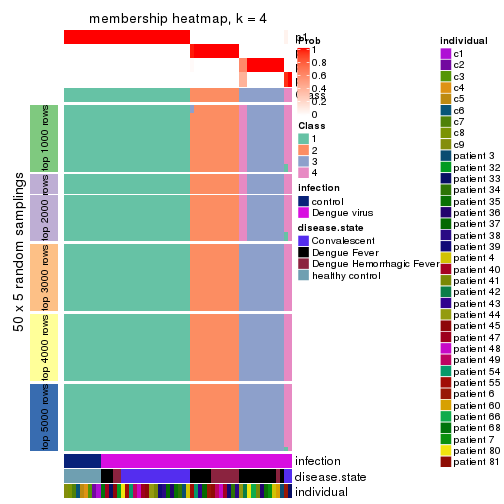 membership heatmap, k = 4
50 x 5 random samplings
top 1000 rows
top 2000 rows
top 3000 rows
top 4000 rows
top 5000 rows
p1
infection
disease.state
individual
Prob
1
0.8
0.6
0.4
0.2
0
Class
1
2
3
4
infection
control
Dengue virus
disease.state
Convalescent
Dengue Fever
Dengue Hemorrhagic Fever
healthy control
individual
c1
c2
c3
c4
c5
c6
c7
c8
c9
patient 3
patient 32
patient 33
patient 34
patient 35
patient 36
patient 37
patient 38
patient 39
patient 4
patient 40
patient 41
patient 42
patient 43
patient 44
patient 45
patient 47
patient 48
patient 49
patient 54
patient 55
patient 6
patient 60
patient 66
patient 68
patient 7
patient 80
patient 81